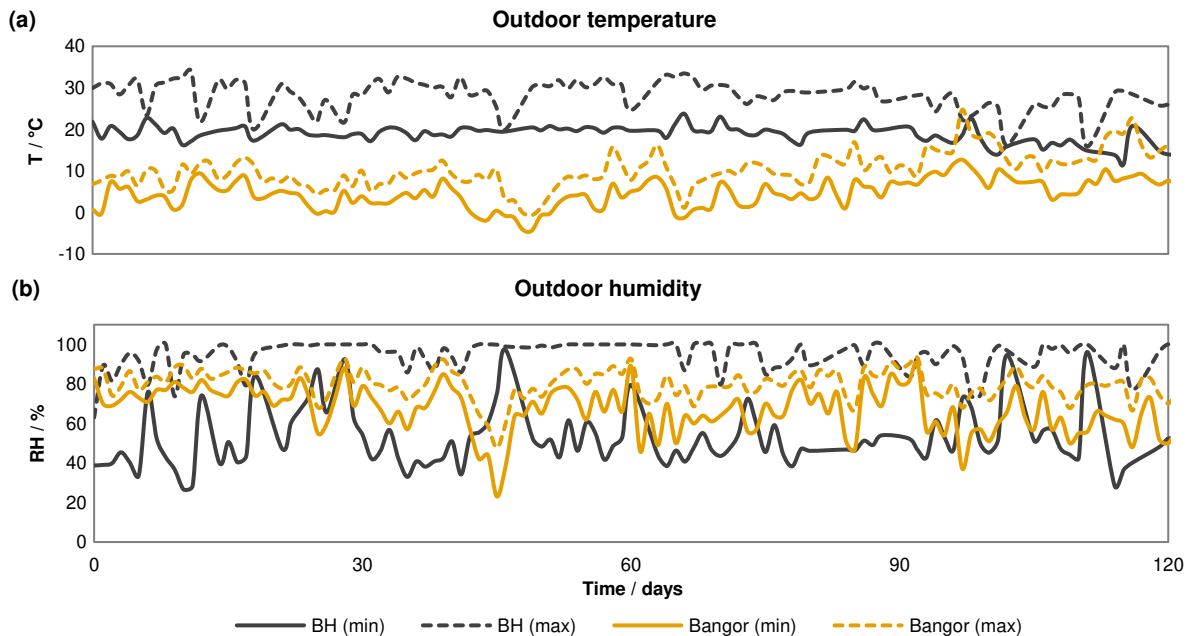 (a)
Outdoor temperature
40
30
20
10
0
-10
T / °C
(b)
Outdoor humidity
100
80
60
40
20
0
RH / %
0 30 60 90 120
Time / days
BH (min) BH (max) Bangor (min) Bangor (max)